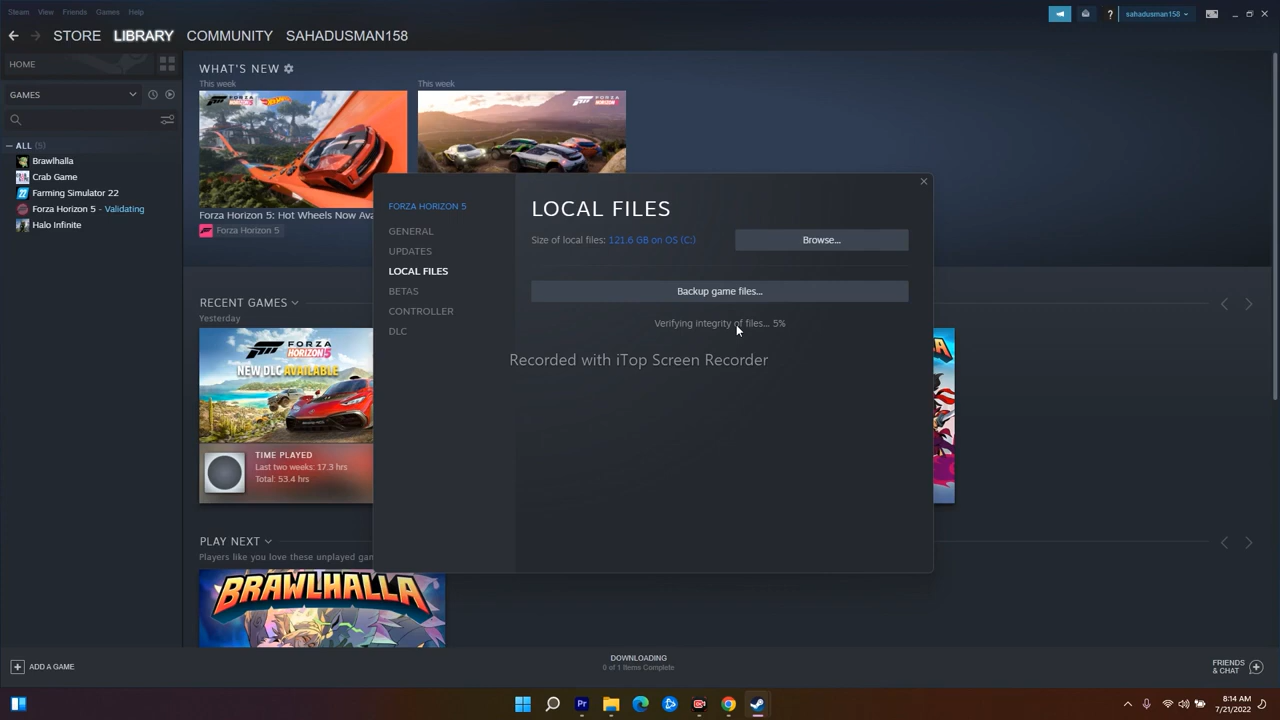 Steam View Friends Games Help
sahadusman158
STORE LIBRARY COMMUNITY SAHADUSMAN158
HOME
GAMES
ALL (5)
Brawlhalla
Crab Game
Farming Simulator 22
Forza Horizon 5 - Validating
Halo Infinite
WHAT'S NEW
This week
This week
FORZA HORIZON 5
Forza Horizon 5: Hot Wheels Now Ava
Forza Horizon 5
RECENT GAMES
Yesterday
FORZA
HORIZON 5
NEW DLC AVAILABLE
TIME PLAYED
Last two weeks: 17.3 hrs
Total: 53.4 hrs
PLAY NEXT
Players like you love these unplayed gam
BRAWLHALLA
FORZA HORIZON 5
GENERAL
UPDATES
LOCAL FILES
BETAS
CONTROLLER
DLC
LOCAL FILES
Size of local files: 121.6 GB on OS (C:)
Browse...
Backup game files...
Verifying integrity of files... 5%
Recorded with iTop Screen Recorder
ADD A GAME
DOWNLOADING
0 of 1 Items Complete
FRIENDS
& CHAT
8:14 AM
7/21/2022